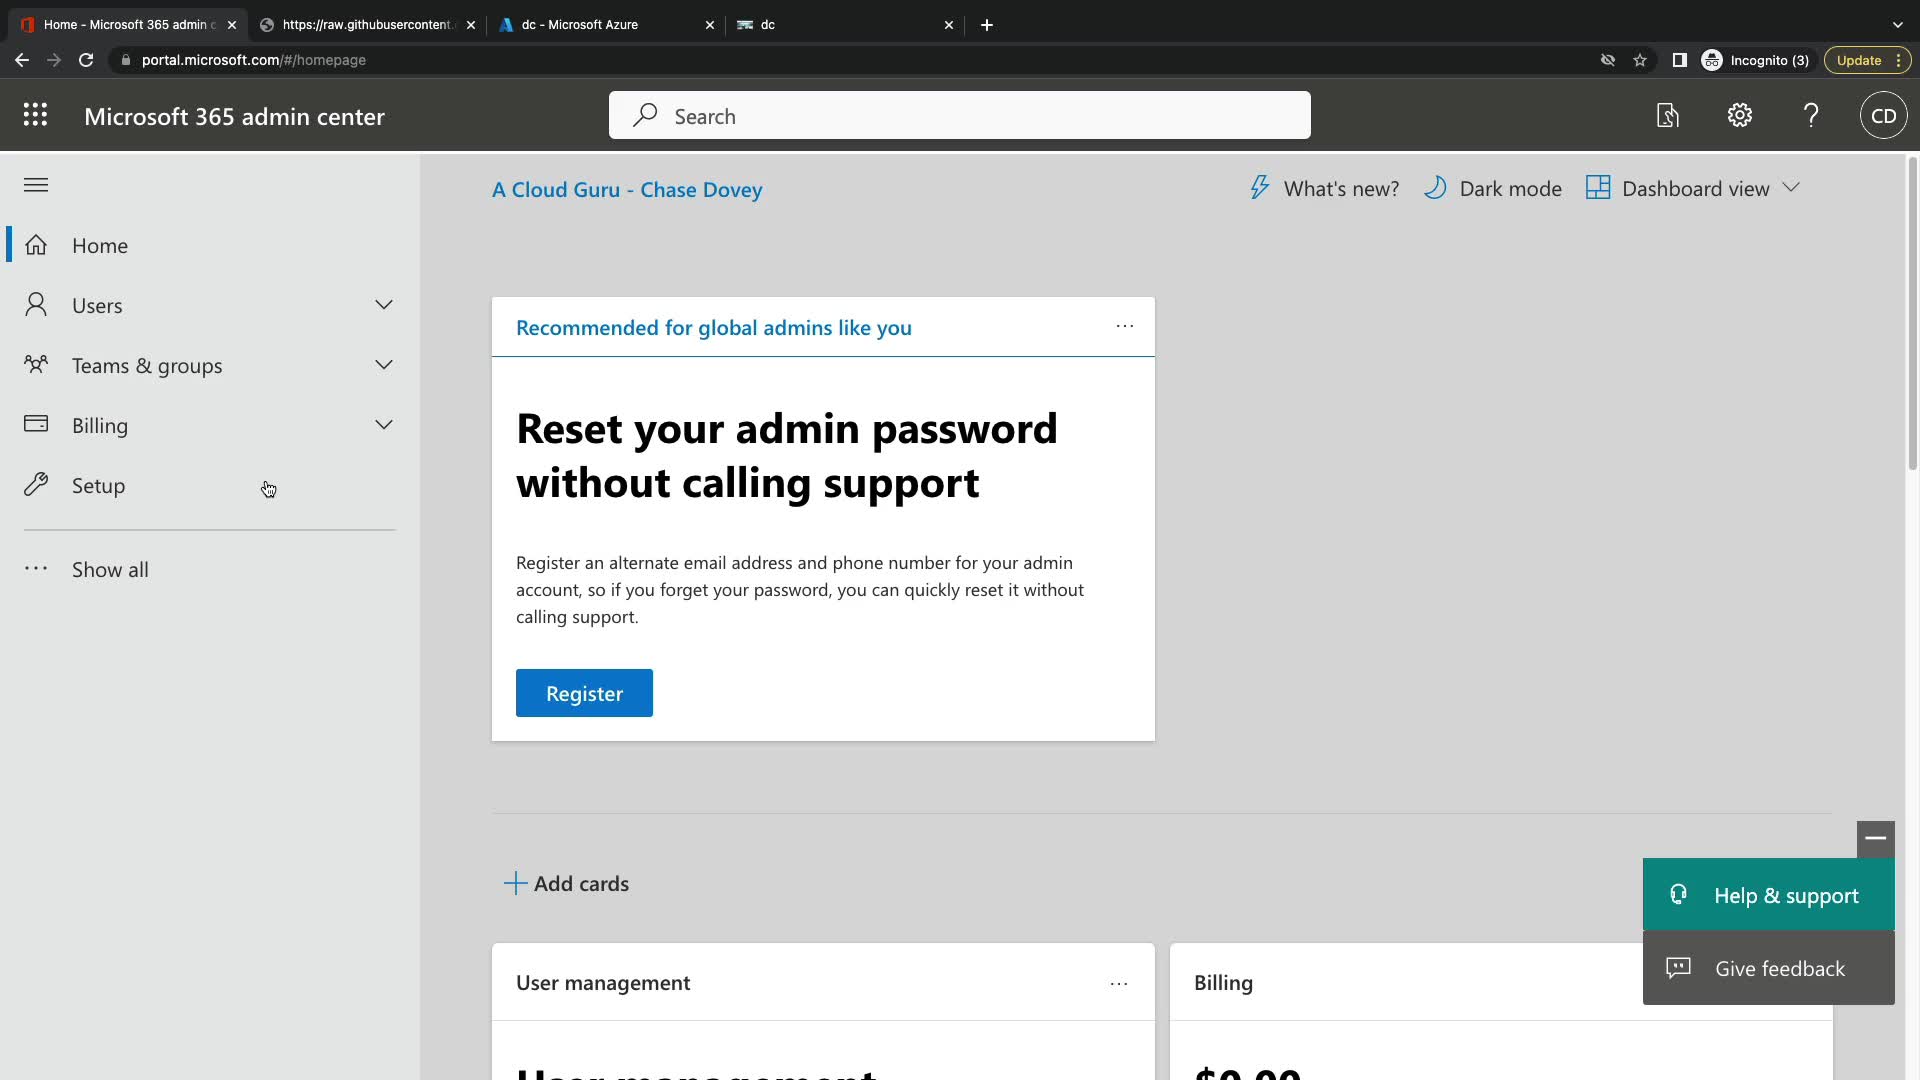 Home - Microsoft 365 admin c
https://raw.githubusercontent.
dc - Microsoft Azure
dc
portal.microsoft.com/#/homepage
Incognito (3)
Update
Microsoft 365 admin center
Search
CD
A Cloud Guru - Chase Dovey
What's new?
Dark mode
Dashboard view
Home
Users
Teams & groups
Billing
Setup
Show all
Recommended for global admins like you
Reset your admin password
without calling support
Register an alternate email address and phone number for your admin
account, so if you forget your password, you can quickly reset it without
calling support.
Register
Add cards
Help & support
Give feedback
User management
Billing
User management
$0.00